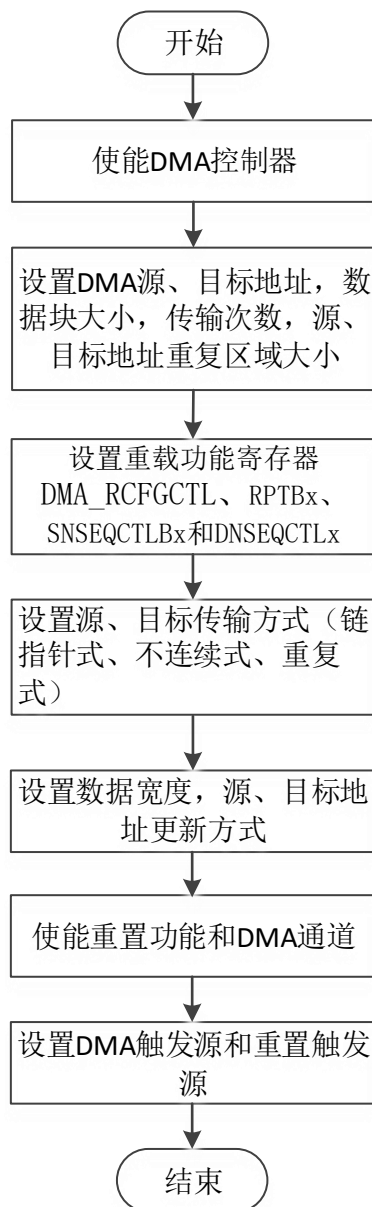 开始
使能DMA控制器
设置DMA源、目标地址，数
据块大小，传输次数，源、
目标地址重复区域大小
设置重载功能寄存器
DMA_RCFGCTL、RPTBx、
SNSEQCTLBx和DNSEQCTLx
设置源、目标传输方式（链
指针式、不连续式、重复
式）
设置数据宽度，源、目标地
址更新方式
使能重置功能和DMA通道
设置DMA触发源和重置触发
源
结束